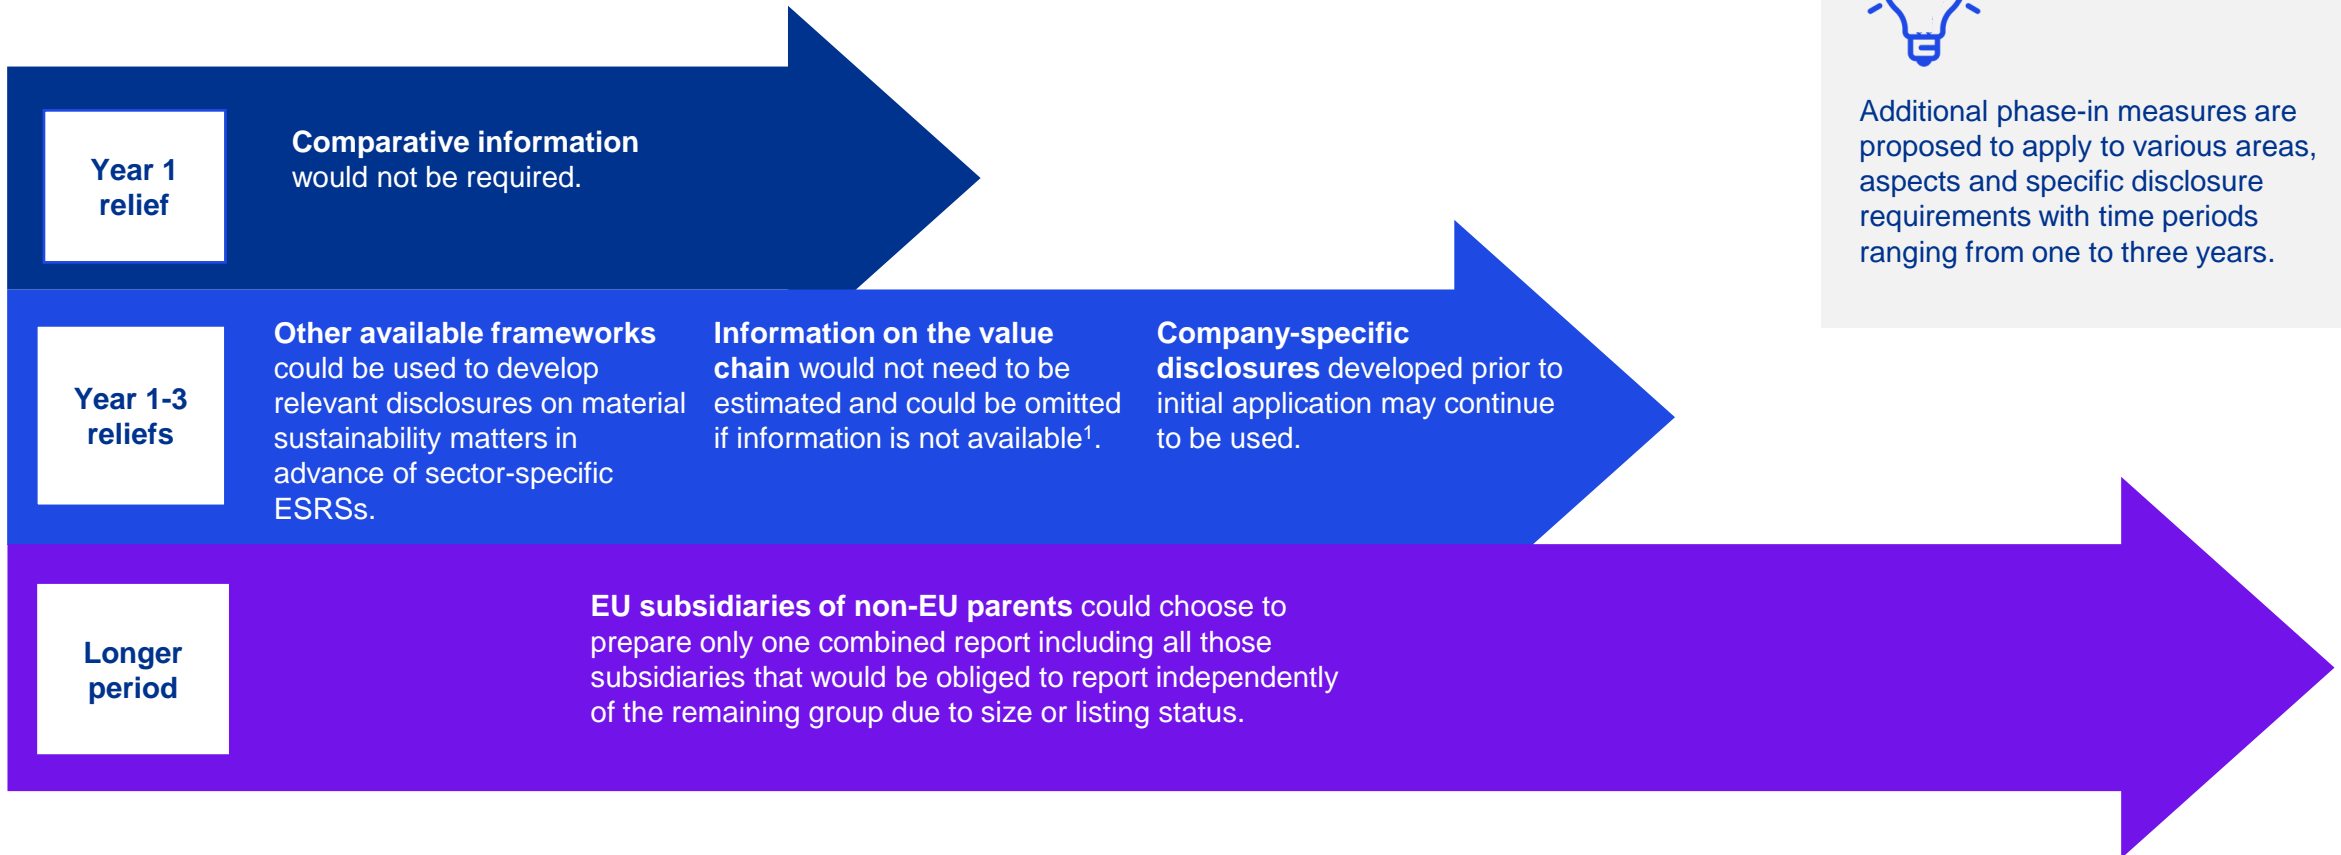 Year 1
relief
Comparative information
would not be required.
Additional phase-in measures are
proposed to apply to various areas,
aspects and specific disclosure
requirements with time periods
ranging from one to three years.
Year 1-3
reliefs
Other available frameworks
could be used to develop
relevant disclosures on material
sustainability matters in
advance of sector-specific
ESRSs.
Information on the value
chain would not need to be
estimated and could be omitted
if information is not available¹.
Company-specific
disclosures developed prior to
initial application may continue
to be used.
Longer
period
EU subsidiaries of non-EU parents could choose to
prepare only one combined report including all those
subsidiaries that would be obliged to report independently
of the remaining group due to size or listing status.